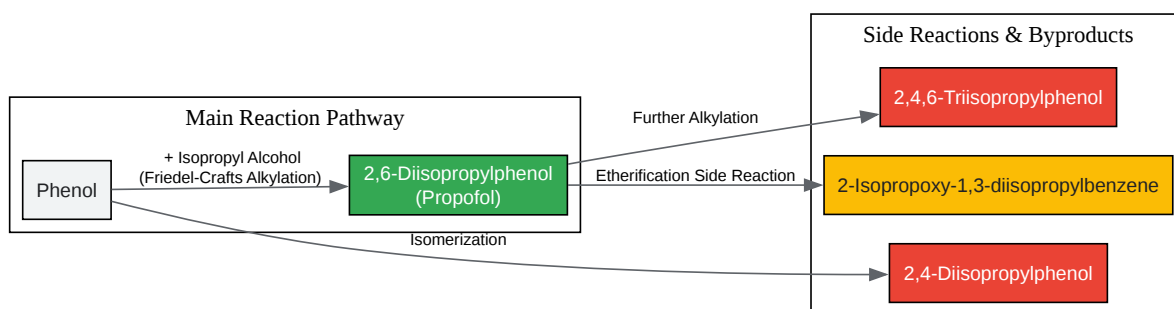 Side Reactions & Byproducts
2,4,6-Triisopropylphenol
Further Alkylation
Main Reaction Pathway
+ Isopropyl Alcohol
(Friedel-Crafts Alkylation)
Phenol
2,6-Diisopropylphenol
(Propofol)
Etherification Side Reaction
2-Isopropoxy-1,3-diisopropylbenzene
Isomerization
2,4-Diisopropylphenol